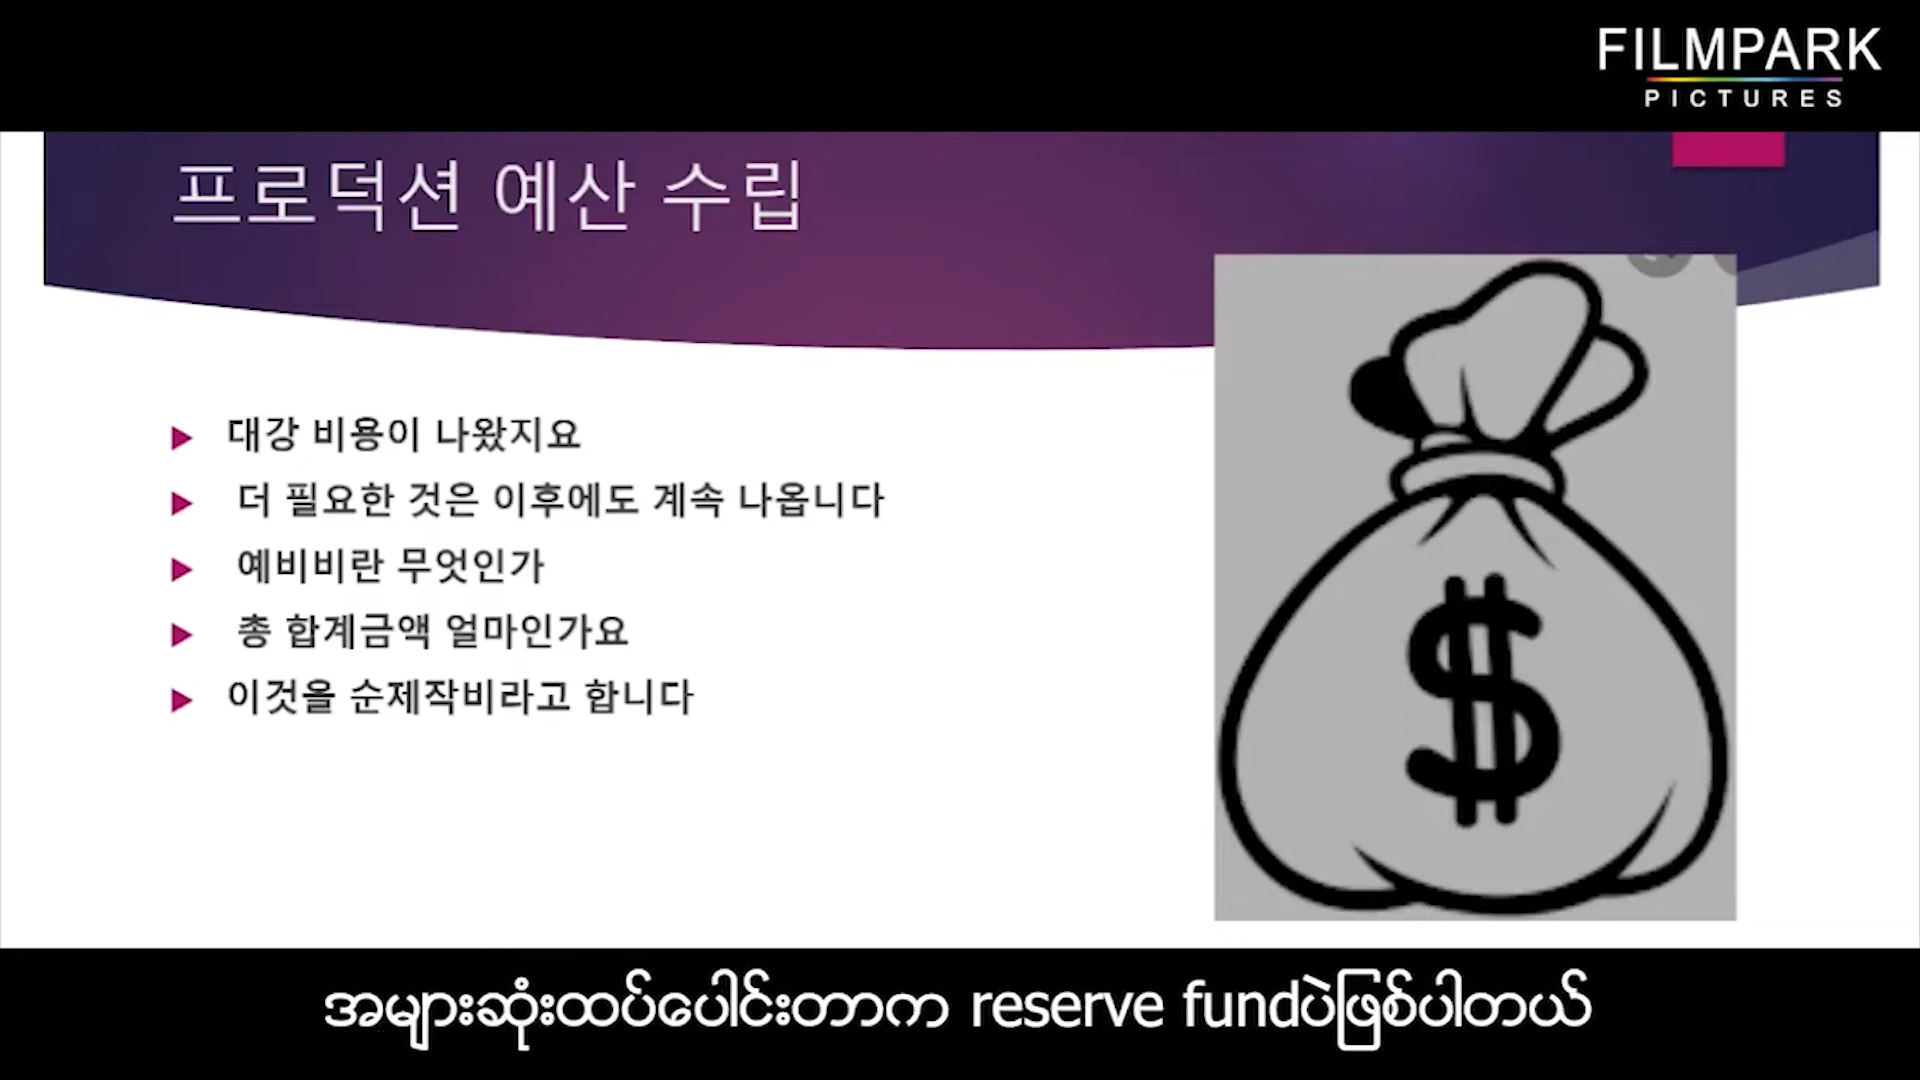 FILMPARK
PICTURES
프로덕션 예산 수립
대강 비용이 나왔지요
더 필요한 것은 이후에도 계속 나옵니다
예비비란 무엇인가
총 합계금액 얼마인가요
이것을 순제작비라고 합니다
$
အများဆုံးထပ်ပေါင်းတာက reserve fundပဲဖြစ်ပါတယ်